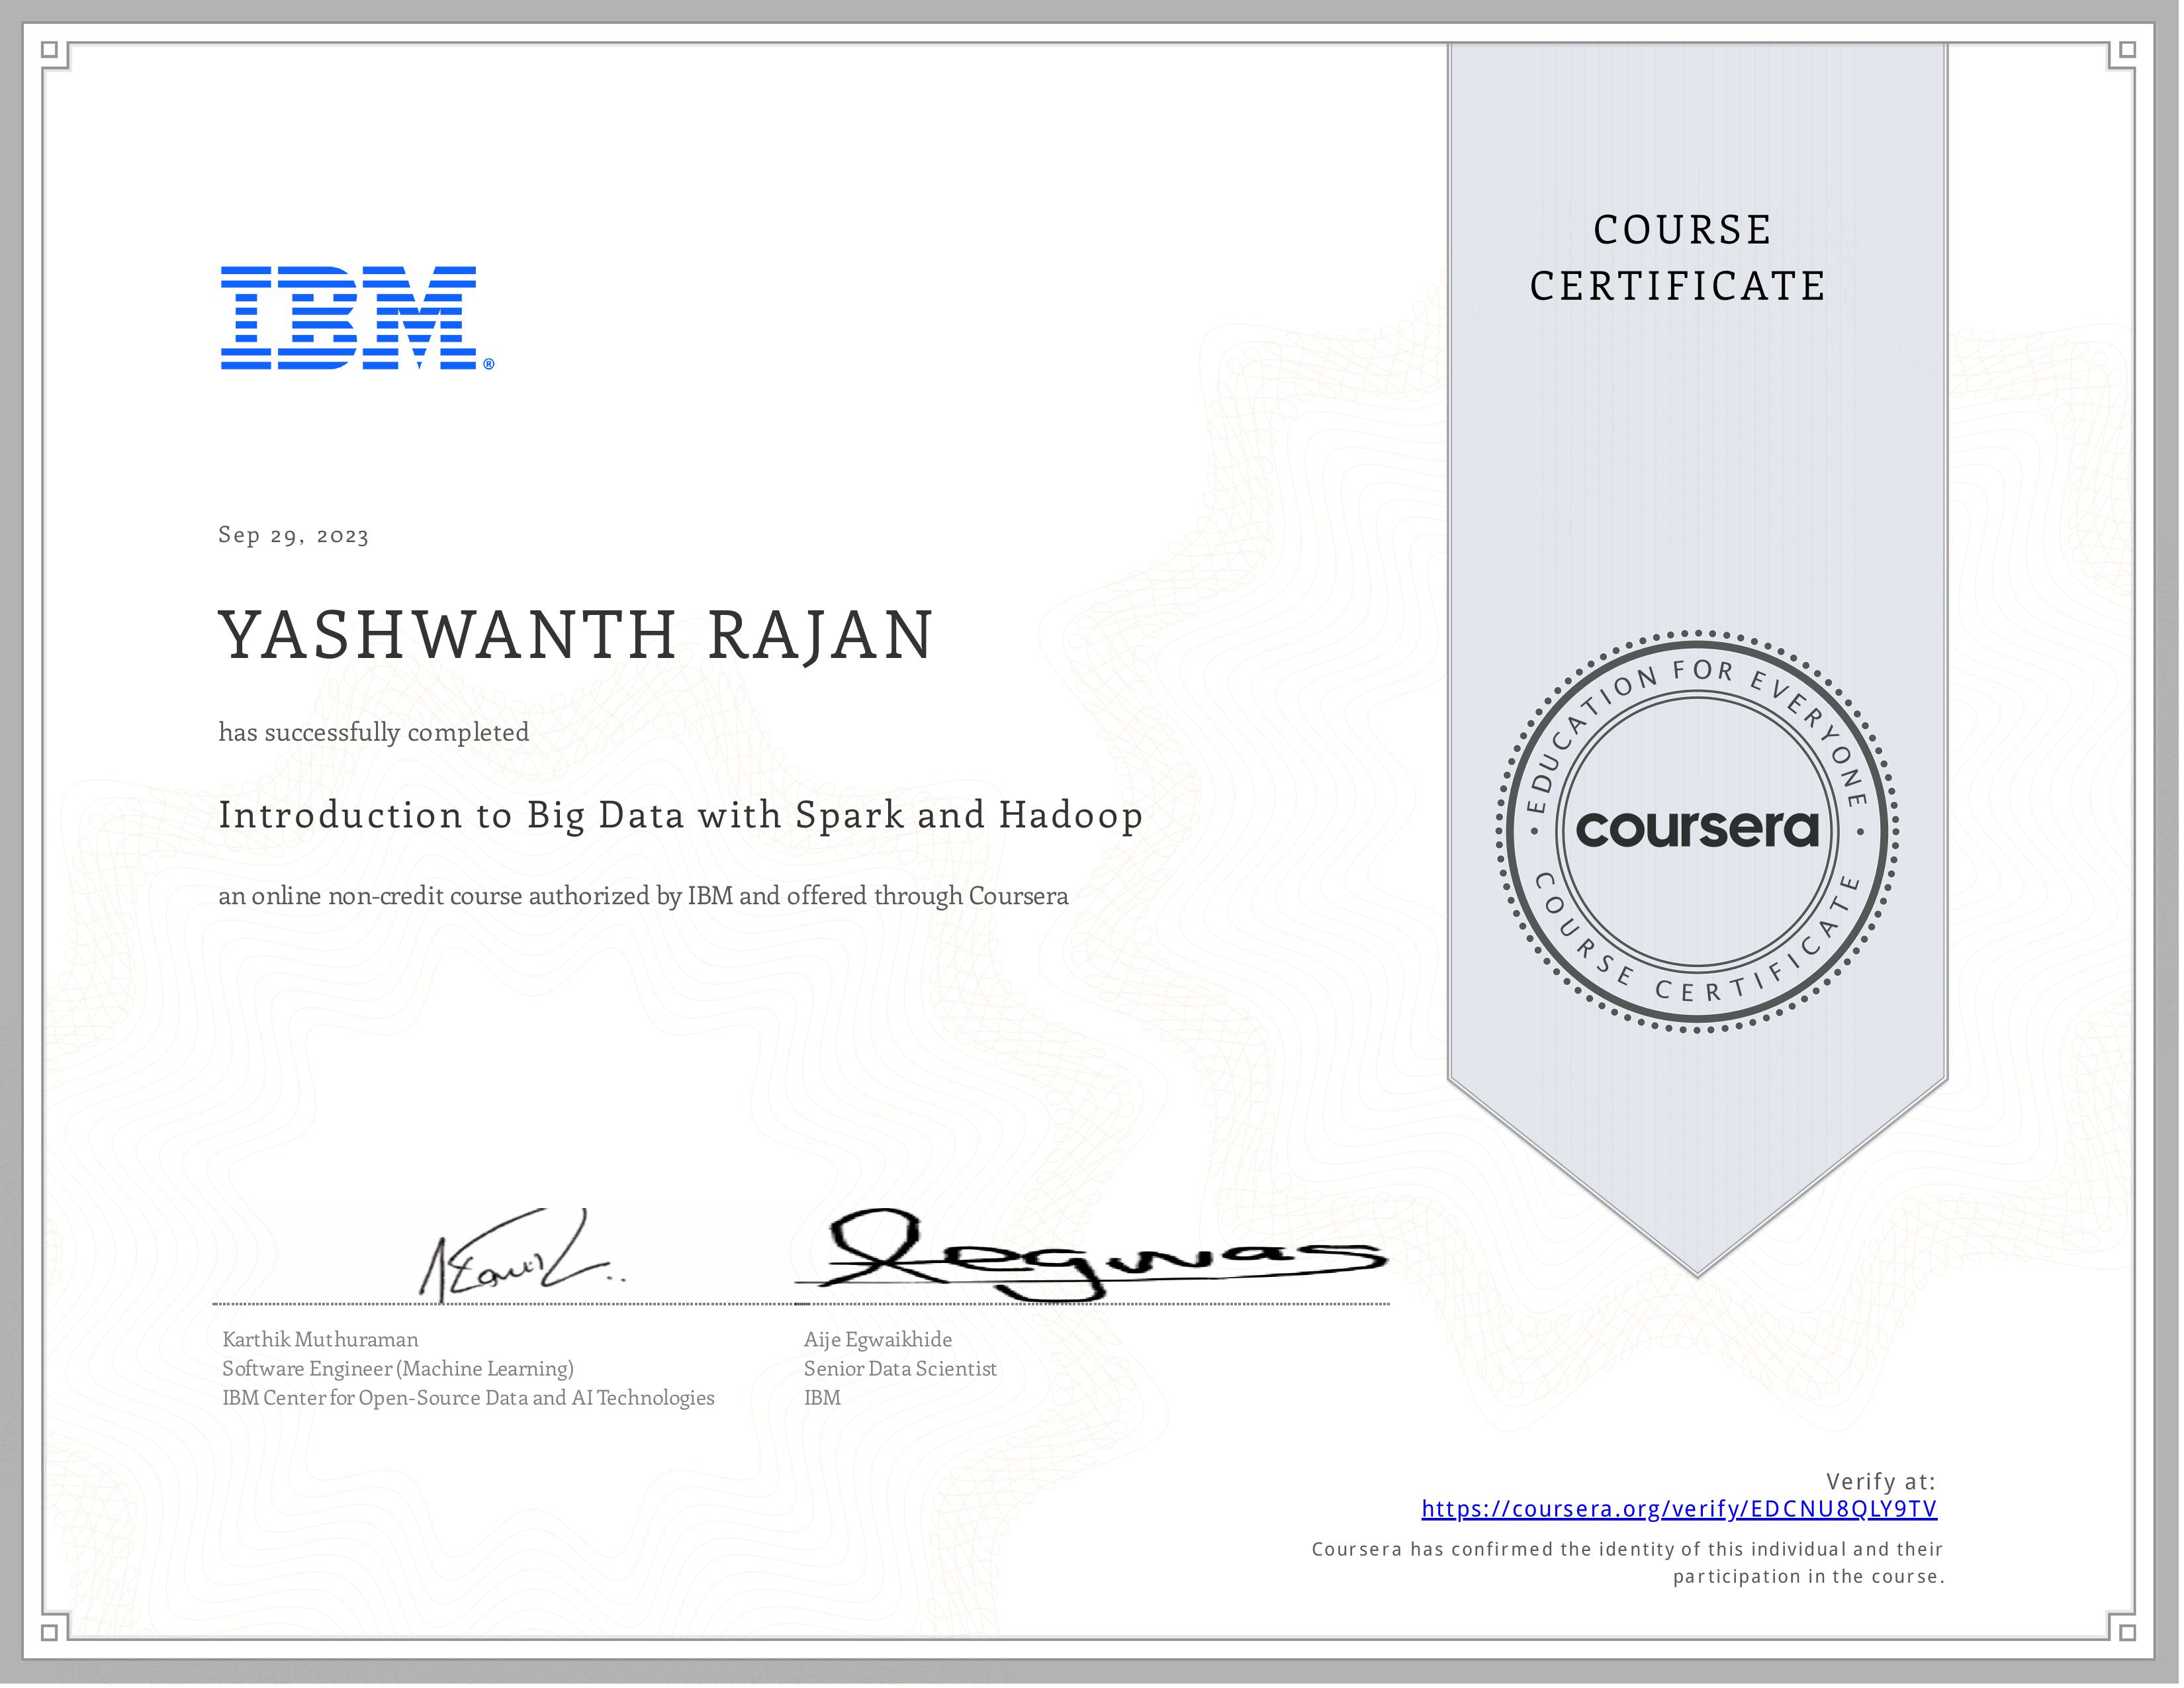 COURSE
CERTIFICATE
IBM®
Sep 29, 2023
YASHWANTH RAJAN
has successfully completed
Introduction to Big Data with Spark and Hadoop
an online non-credit course authorized by IBM and offered through Coursera
EDUCATION FOR EVERYONE
coursera
COURSE CERTIFICATE
Karthik Muthuraman
Software Engineer (Machine Learning)
IBM Center for Open-Source Data and AI Technologies
Aije Egwaikhide
Senior Data Scientist
IBM
Verify at:
https://coursera.org/verify/EDCNU8QLY9TV
Coursera has confirmed the identity of this individual and their
participation in the course.